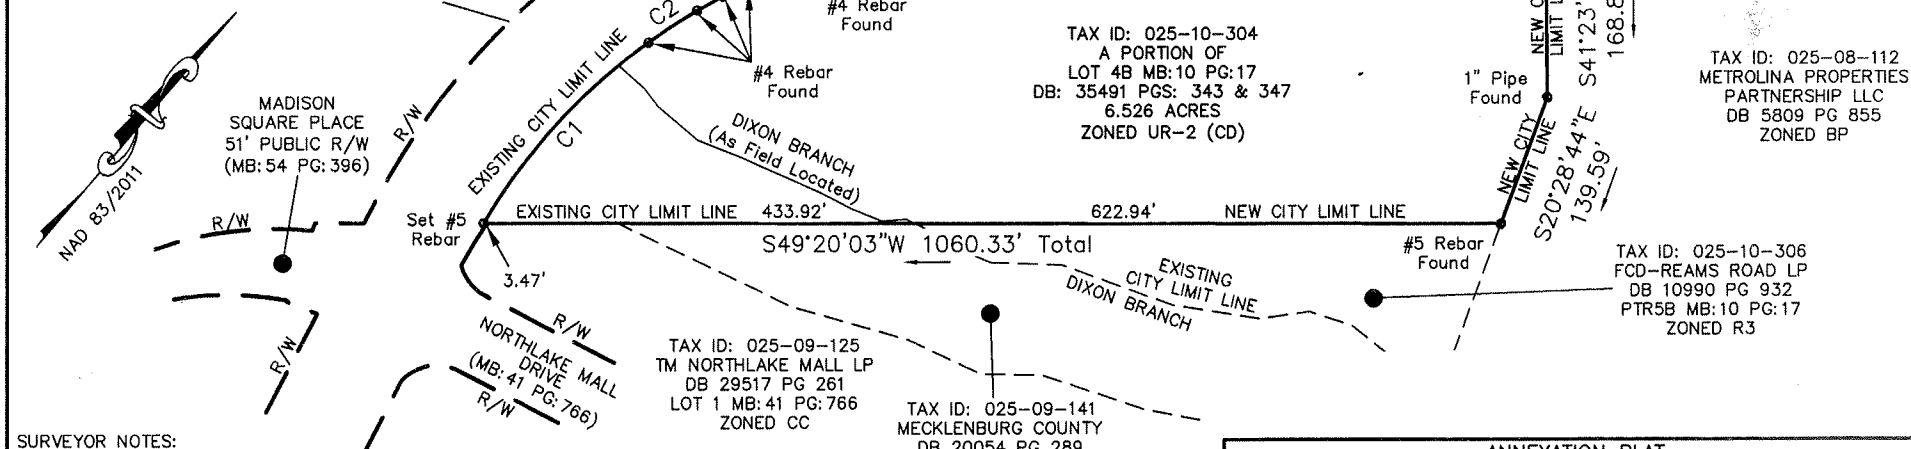 #4 Rebar
Found
C2
EXISTING CITY LIMIT LINE
C1
#4 Rebar
Found
TAX ID: 025-10-304
A PORTION OF
LOT 4B MB:10 PG:17
DB: 35491 PGS: 343 & 347
6.526 ACRES
ZONED UR-2 (CD)
LIMIT L
S41°23'
168.8
TAX ID: 025-08-112
METROLINA PROPERTIES
PARTNERSHIP LLC
DB 5809 PG 855
ZONED BP
1" Pipe
Found
NEW CITY
LIMIT LINE
S20°28'44"E
139.59'
NAD 83/2011
MADISON
SQUARE PLACE
51' PUBLIC R/W
(MB:54 PG:396)
R/W
R/W
R/W
DIXON BRANCH
(As Field Located)
Set #5
Rebar
EXISTING CITY LIMIT LINE
433.92'
622.94'
NEW CITY LIMIT LINE
S49°20'03"W 1060.33' Total
#5 Rebar
Found
3.47'
R/W
NORTHLAKE MALL
DRIVE
(MB:41 PG:766)
R/W
EXISTING
CITY LIMIT LINE
DIXON BRANCH
TAX ID: 025-10-306
FCD-REAMS ROAD LP
DB 10990 PG 932
PTR5B MB:10 PG:17
ZONED R3
TAX ID: 025-09-125
TM NORTHLAKE MALL LP
DB 29517 PG 261
LOT 1 MB:41 PG:766
ZONED CC
TAX ID: 025-09-141
MECKLENBURG COUNTY
DB 20054 PG 289
SURVEYOR NOTES:
ANNEXATION PLAT